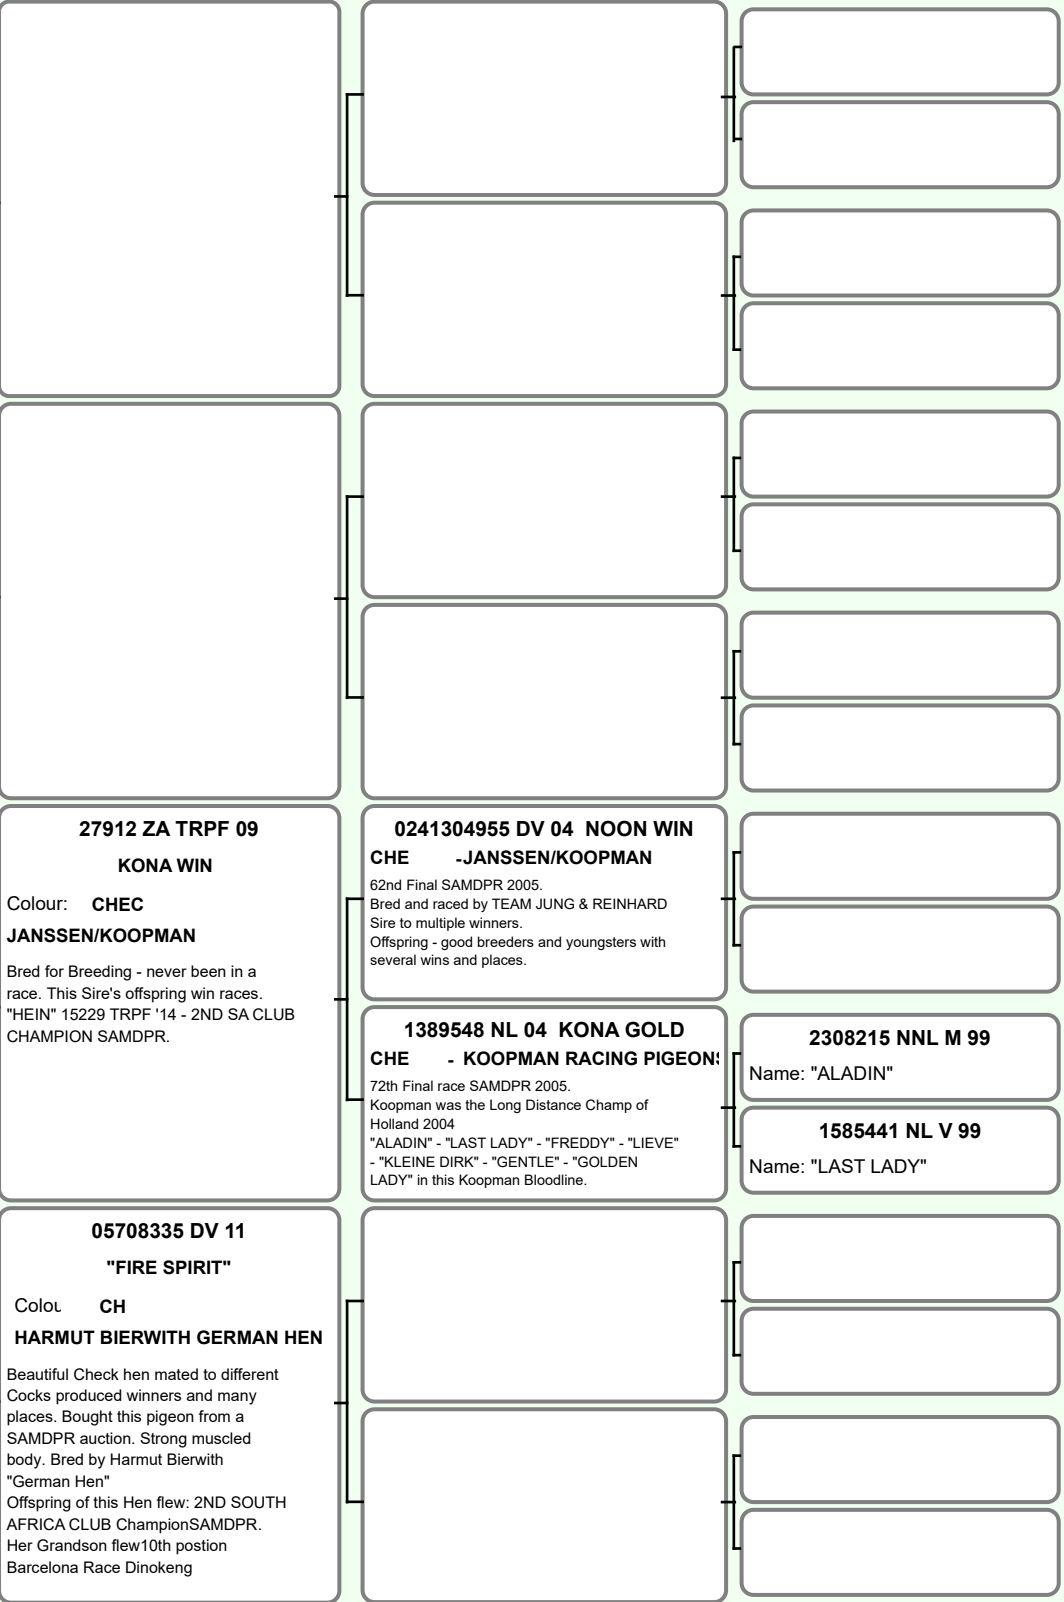 27912 ZA TRPF 09
KONA WIN
Colour: CHEC
JANSSEN/KOOPMAN
Bred for Breeding - never been in a
race. This Sire's offspring win races.
"HEIN" 15229 TRPF '14 - 2ND SA CLUB
CHAMPION SAMDPR.
0241304955 DV 04 NOON WIN
CHE -JANSSEN/KOOPMAN
62nd Final SAMDPR 2005.
Bred and raced by TEAM JUNG & REINHARD
Sire to multiple winners.
Offspring - good breeders and youngsters with
several wins and places.
1389548 NL 04 KONA GOLD
CHE - KOOPMAN RACING PIGEONS
72th Final race SAMDPR 2005.
Koopman was the Long Distance Champ of
Holland 2004
"ALADIN" - "LAST LADY" - "FREDDY" - "LIEVE"
- "KLEINE DIRK" - "GENTLE" - "GOLDEN
LADY" in this Koopman Bloodline.
2308215 NNL M 99
Name: "ALADIN"
1585441 NL V 99
Name: "LAST LADY"
05708335 DV 11
"FIRE SPIRIT"
Colou CH
HARMUT BIERWITH GERMAN HEN
Beautiful Check hen mated to different
Cocks produced winners and many
places. Bought this pigeon from a
SAMDPR auction. Strong muscled
body. Bred by Harmut Bierwith
"German Hen"
Offspring of this Hen flew: 2ND SOUTH
AFRICA CLUB ChampionSAMDPR.
Her Grandson flew10th postion
Barcelona Race Dinokeng